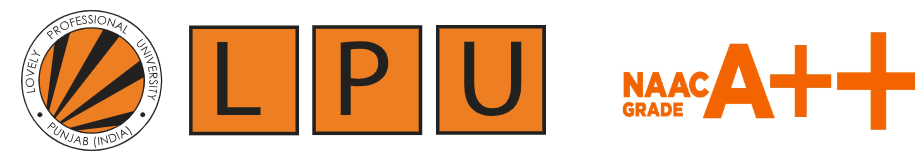 LOVELY PROFESSIONAL UNIVERSITY
PUNJAB (INDIA)
L P U
NAAC
GRADE
A++